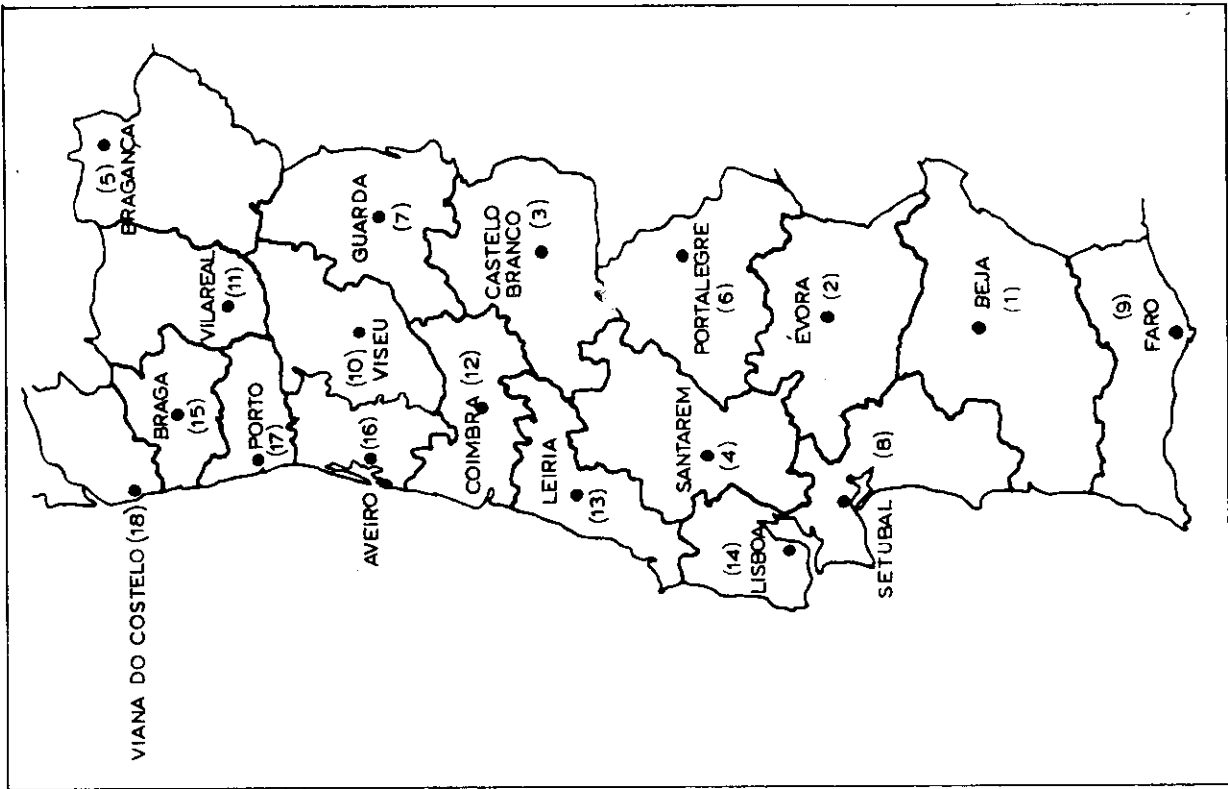 VIANA DO COSTELO (18)
BRAGA
(15)
(5)
BRAGANÇA
PORTO
(17)
VILAREAL
(11)
AVEIRO
(16)
(10)
VISEU
GUARDA
(7)
COIMBRA
(12)
LEIRIA
(13)
CASTELO
BRANCO
(3)
SANTAREM
(4)
PORTALEGRE
(6)
(14)
LISBOA
SETUBAL
(8)
ÉVORA
(2)
BEJA
(1)
(9)
FARO